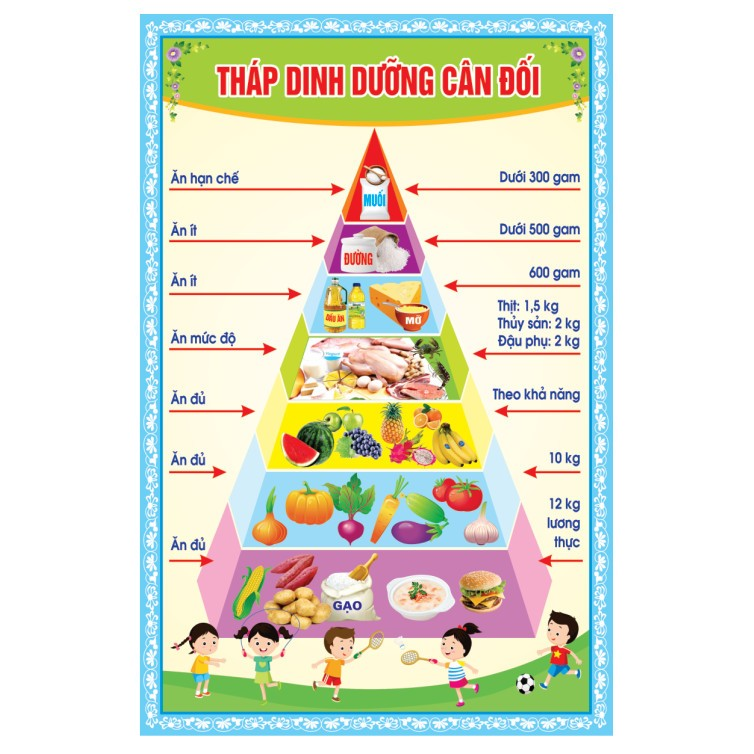 THÁP DINH DƯỠNG CÂN ĐỐI
Ăn hạn chế
Dưới 300 gam
MUỐI
Ăn ít
Dưới 500 gam
ĐƯỜNG
Ăn ít
600 gam
DẦU ĂN
MỠ
Ăn mức độ
Thịt: 1,5 kg
Thủy sản: 2 kg
Đậu phụ: 2 kg
Ăn đủ
Theo khả năng
Ăn đủ
10 kg
Ăn đủ
12 kg
lương
thực
GẠO